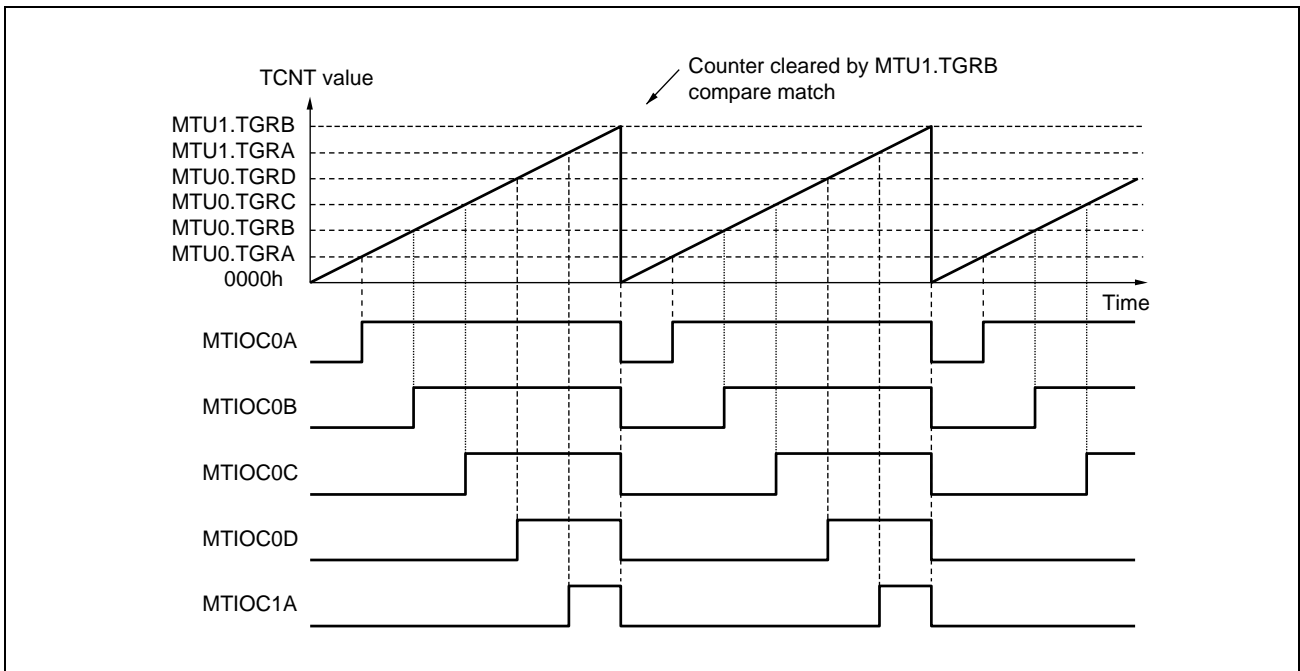 Counter cleared by MTU1.TGRB
compare match
TCNT value
MTU1.TGRB
MTU1.TGRA
MTU0.TGRD
MTU0.TGRC
MTU0.TGRB
MTU0.TGRA
0000h
Time
MTIOC0A
MTIOC0B
MTIOC0C
MTIOC0D
MTIOC1A